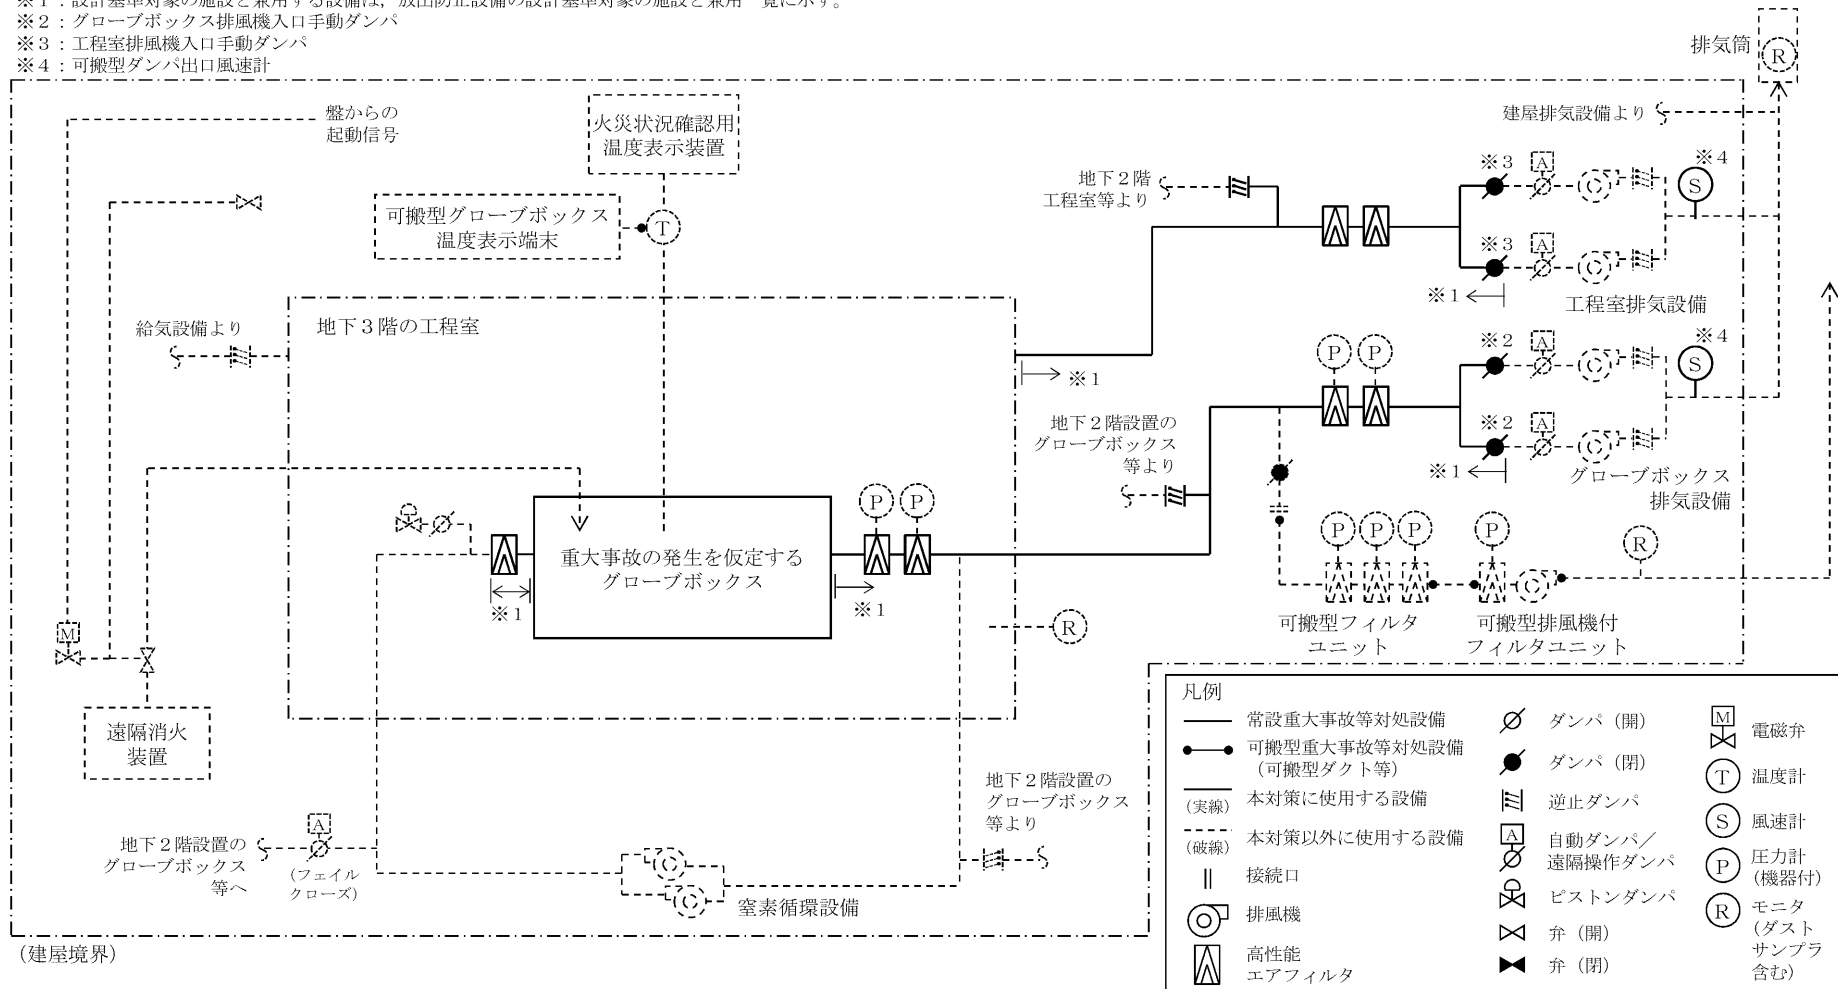 ※1：設計基準対象の施設と兼用する設備は，放出防止設備の設計基準対象の施設と兼用一覧に示す。
※2：グローブボックス排風機入口手動ダンパ
※3：工程室排風機入口手動ダンパ
※4：可搬型ダンパ出口風速計
排気筒
R
盤からの
起動信号
火災状況確認用
温度表示装置
建屋排気設備より
可搬型グローブボックス
温度表示端末
T
地下2階
工程室等より
※3
A
※4
S
※3
A
※1
工程室排気設備
給気設備より
地下3階の工程室
※1
P
P
※2
A
※4
S
地下2階設置の
グローブボックス
等より
※2
A
※1
グローブボックス
排気設備
P
P
重大事故の発生を仮定する
グローブボックス
※1
※1
P
P
P
P
R
可搬型フィルタ
ユニット
可搬型排風機付
フィルタユニット
R
M
遠隔消火
装置
地下2階設置の
グローブボックス
等へ
A
（フェイル
クローズ）
窒素循環設備
地下2階設置の
グローブボックス
等より
（建屋境界）
凡例
常設重大事故等対処設備
可搬型重大事故等対処設備
（可搬型ダクト等）
（実線）
本対策に使用する設備
（破線）
本対策以外に使用する設備
接続口
排風機
高性能
エアフィルタ
ダンパ（開）
ダンパ（閉）
逆止ダンパ
A
自動ダンパ／
遠隔操作ダンパ
ピストンダンパ
弁（開）
弁（閉）
M
電磁弁
T
温度計
S
風速計
P
圧力計
（機器付）
R
モニタ
（ダスト
サンプラ
含む）